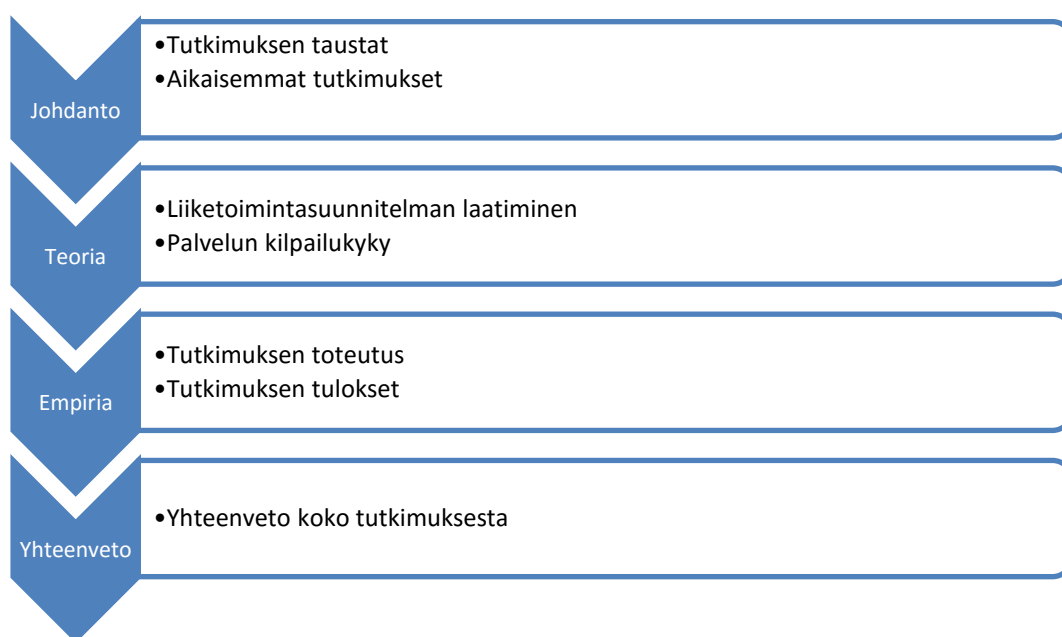 Johdanto
•Tutkimuksen taustat
•Aikaisemmat tutkimukset
Teoria
•Liiketoimintasuunnitelman laatiminen
•Palvelun kilpailukyky
Empiria
•Tutkimuksen toteutus
•Tutkimuksen tulokset
Yhteenveto
•Yhteenveto koko tutkimuksesta